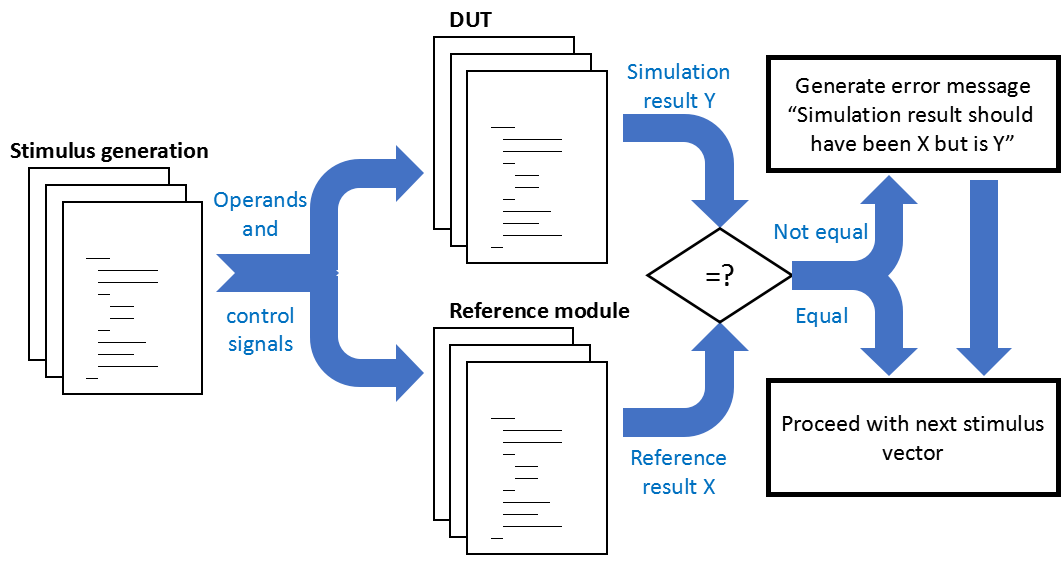 DUT
Stimulus generation
Operands and
control
signals
Simulation
result Y
Reference module
Reference
result X
=?
Not equal
Equal
Generate error message
“Simulation result should
have been X but is Y”
Proceed with next stimulus
vector